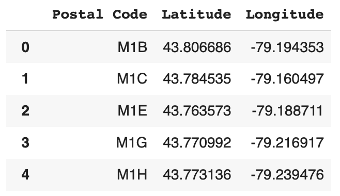 Postal Code Latitude Longitude
0 M1B 43.806686 -79.194353
1 M1C 43.784535 -79.160497
2 M1E 43.763573 -79.188711
3 M1G 43.770992 -79.216917
4 M1H 43.773136 -79.239476